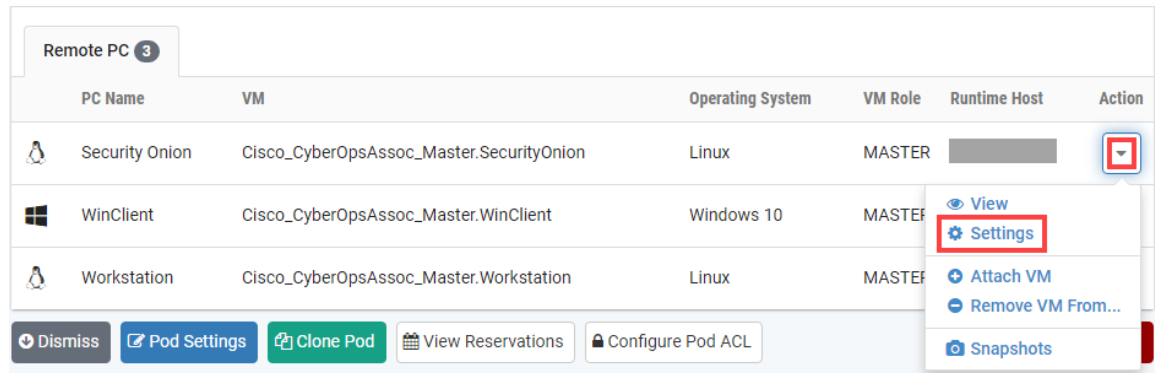 Remote PC 3
PC Name VM Operating System VM Role Runtime Host Action
Security Onion Cisco_CyberOpsAssoc_Master.SecurityOnion Linux MASTER
WinClient Cisco_CyberOpsAssoc_Master.WinClient Windows 10 MASTER
View
Settings
Workstation Cisco_CyberOpsAssoc_Master.Workstation Linux MASTER
Attach VM
Remove VM From...
Dismiss Pod Settings Clone Pod View Reservations Configure Pod ACL
Snapshots